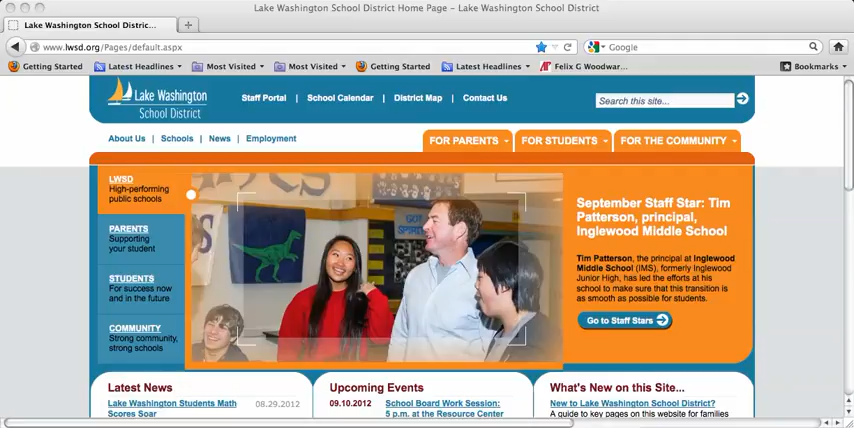 Lake Washington School District Home Page – Lake Washington School District
Lake Washington School Distric...
www.lwsd.org/Pages/default.aspx
Google
Getting Started
Latest Headlines
Most Visited
Most Visited
Getting Started
Latest Headlines
Felix G Woodwar...
Bookmarks
Lake Washington
School District
Staff Portal | School Calendar | District Map | Contact Us
Search this site...
About Us | Schools | News | Employment
FOR PARENTS
FOR STUDENTS
FOR THE COMMUNITY
LWSD
High-performing
public schools
PARENTS
Supporting
your student
STUDENTS
For success now
and in the future
COMMUNITY
Strong community,
strong schools
GOT
SPIRIT
September Staff Star: Tim
Patterson, principal,
Inglewood Middle School
Tim Patterson, the principal at Inglewood
Middle School (IMS), formerly Inglewood
Junior High, has led the efforts at his
school to make sure that this transition is
as smooth as possible for students.
Go to Staff Stars
Latest News
Lake Washington Students Math
Scores Soar
08.29.2012
Upcoming Events
09.10.2012
School Board Work Session:
5 p.m. at the Resource Center
What's New on this Site...
New to Lake Washington School District?
A guide to key pages on this website for families